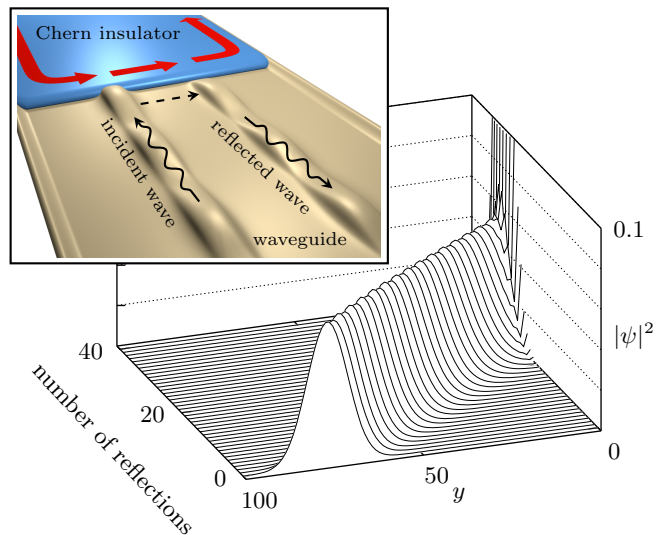 Chern insulator
incident wave
reflected wave
waveguide
0.1
|ψ|²
0
50
y
100
0
20
40
number of reflections